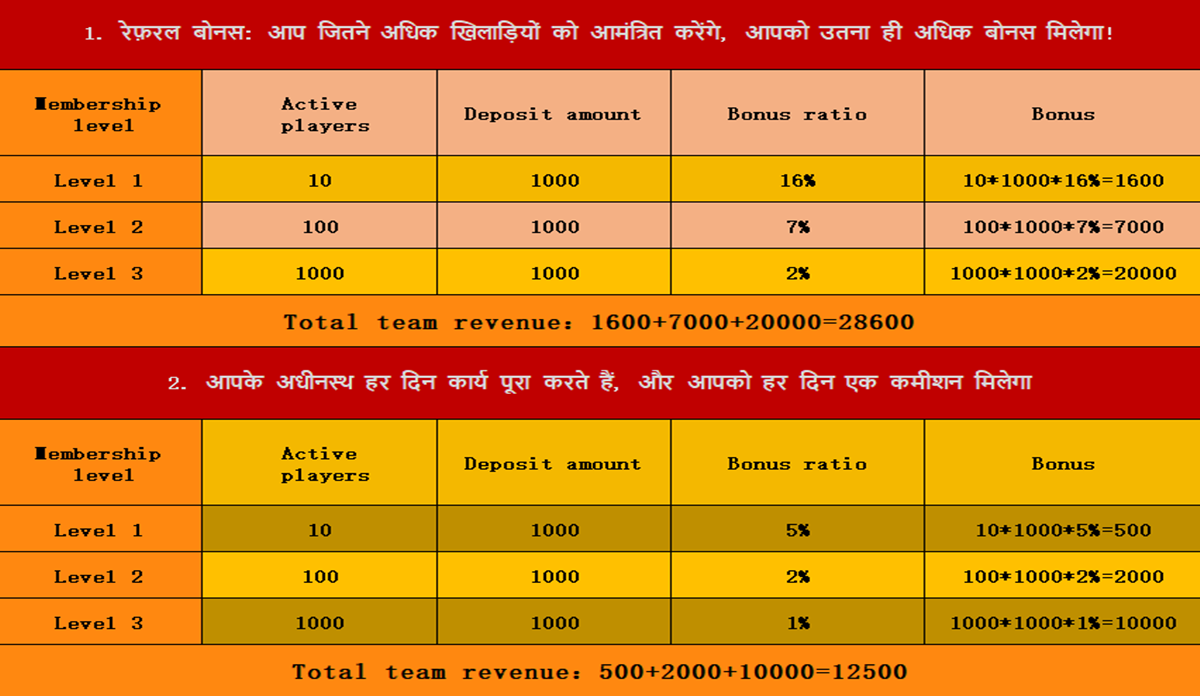 1. रेफ़रल बोनस: आप जितने अधिक खिलाड़ियों को आमंत्रित करेंगे, आपको उतना ही अधिक बोनस मिलेगा!
Membership level Active players Deposit amount Bonus ratio Bonus
Level 1 10 1000 16% 10*1000*16%=1600
Level 2 100 1000 7% 100*1000*7%=7000
Level 3 1000 1000 2% 1000*1000*2%=20000
Total team revenue: 1600+7000+20000=28600
2. आपके अधीनस्थ हर दिन कार्य पूरा करते हैं, और आपको हर दिन एक कमीशन मिलेगा
Membership level Active players Deposit amount Bonus ratio Bonus
Level 1 10 1000 5% 10*1000*5%=500
Level 2 100 1000 2% 100*1000*2%=2000
Level 3 1000 1000 1% 1000*1000*1%=10000
Total team revenue: 500+2000+10000=12500